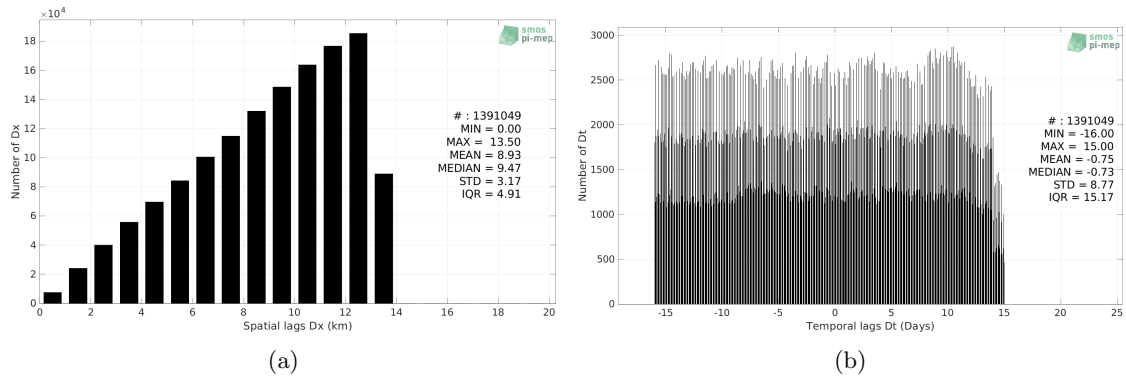 ×10⁴
18
16
14
12
10
8
6
4
2
0
Number of Dx
0 2 4 6 8 10 12 14 16 18 20
Spatial lags Dx (km)
smos
pi-mep
# : 1391049
MIN = 0.00
MAX = 13.50
MEAN = 8.93
MEDIAN = 9.47
STD = 3.17
IQR = 4.91
(a)
3000
2500
2000
1500
1000
500
0
Number of Dt
-15 -10 -5 0 5 10 15 20 25
Temporal lags Dt (Days)
smos
pi-mep
# : 1391049
MIN = -16.00
MAX = 15.00
MEAN = -0.75
MEDIAN = -0.73
STD = 8.77
IQR = 15.17
(b)